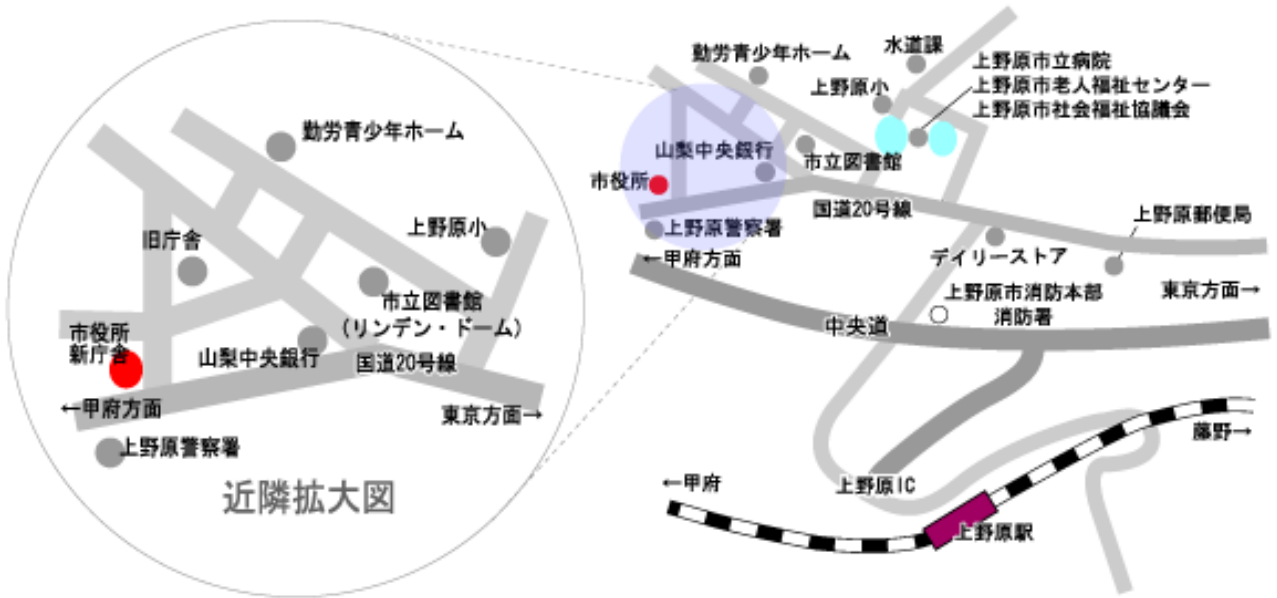 勤労青少年ホーム
上野原小
旧庁舎
市立図書館
(リンデン・ドーム)
市役所
新庁舎
山梨中央銀行
国道20号線
←甲府方面
東京方面→
上野原警察署
近隣拡大図
勤労青少年ホーム
水道課
上野原小
上野原市立病院
上野原市老人福祉センター
上野原市社会福祉協議会
山梨中央銀行
市立図書館
市役所
国道20号線
上野原警察署
上野原郵便局
←甲府方面
デイリーストア
上野原市消防本部
消防署
東京方面→
中央道
藤野→
←甲府
上野原IC
上野原駅